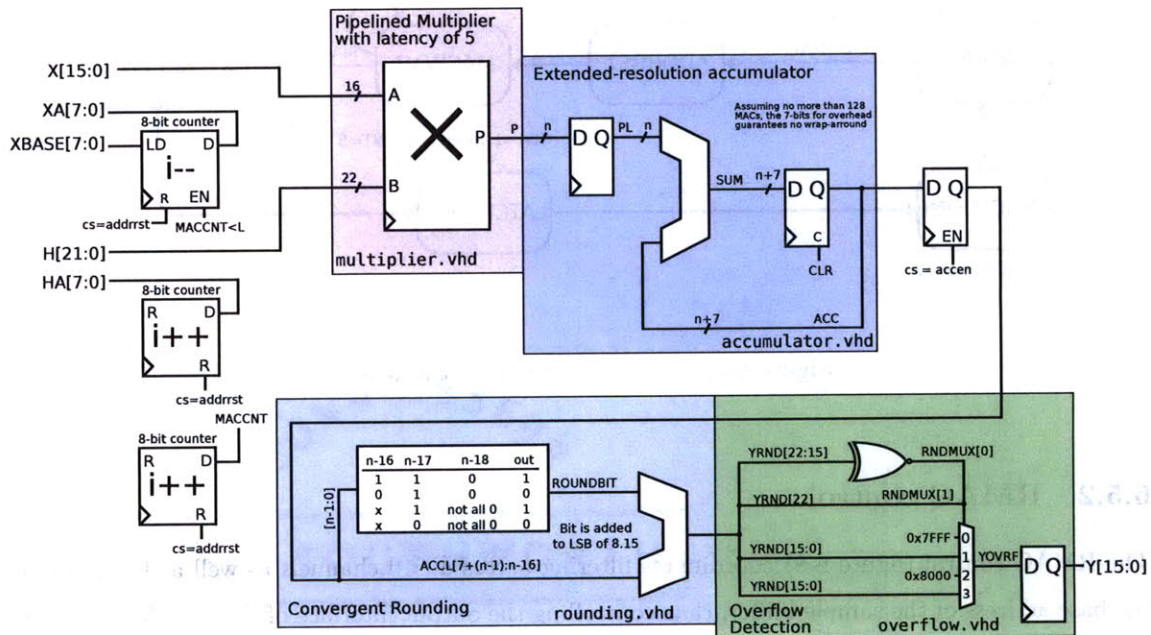 Pipelined Multiplier
with latency of 5
X[15:0]
16
A
XA[7:0]
8-bit counter
XBASE[7:0]
LD
D
i--
R
EN
cs=addrrst
MACCNT<L
P
P
n
22
B
H[21:0]
multiplier.vhd
Extended-resolution accumulator
Assuming no more than 128
MACs, the 7-bits for overhead
guarantees no wrap-arround
D Q
PL
n
SUM
n+7
D Q
C
CLR
D Q
EN
cs = accen
n+7
ACC
accumulator.vhd
HA[7:0]
8-bit counter
R
D
i++
R
cs=addrrst
MACCNT
8-bit counter
R
D
i++
R
cs=addrrst
[n-1:0]
n-16 n-17 n-18 out
1 1 0 1
0 1 0 0
x 1 not all 0 1
x 0 not all 0 0
ROUNDBIT
Bit is added
to LSB of 8.15
ACCL[7+(n-1):n-16]
Convergent Rounding
rounding.vhd
YRND[22:15]
RNDMUX[0]
YRND[22]
RNDMUX[1]
0x7FFF
0
YRND[15:0]
1
0x8000
2
YRND[15:0]
3
YOVRF
D Q
Y[15:0]
Overflow
Detection
overflow.vhd